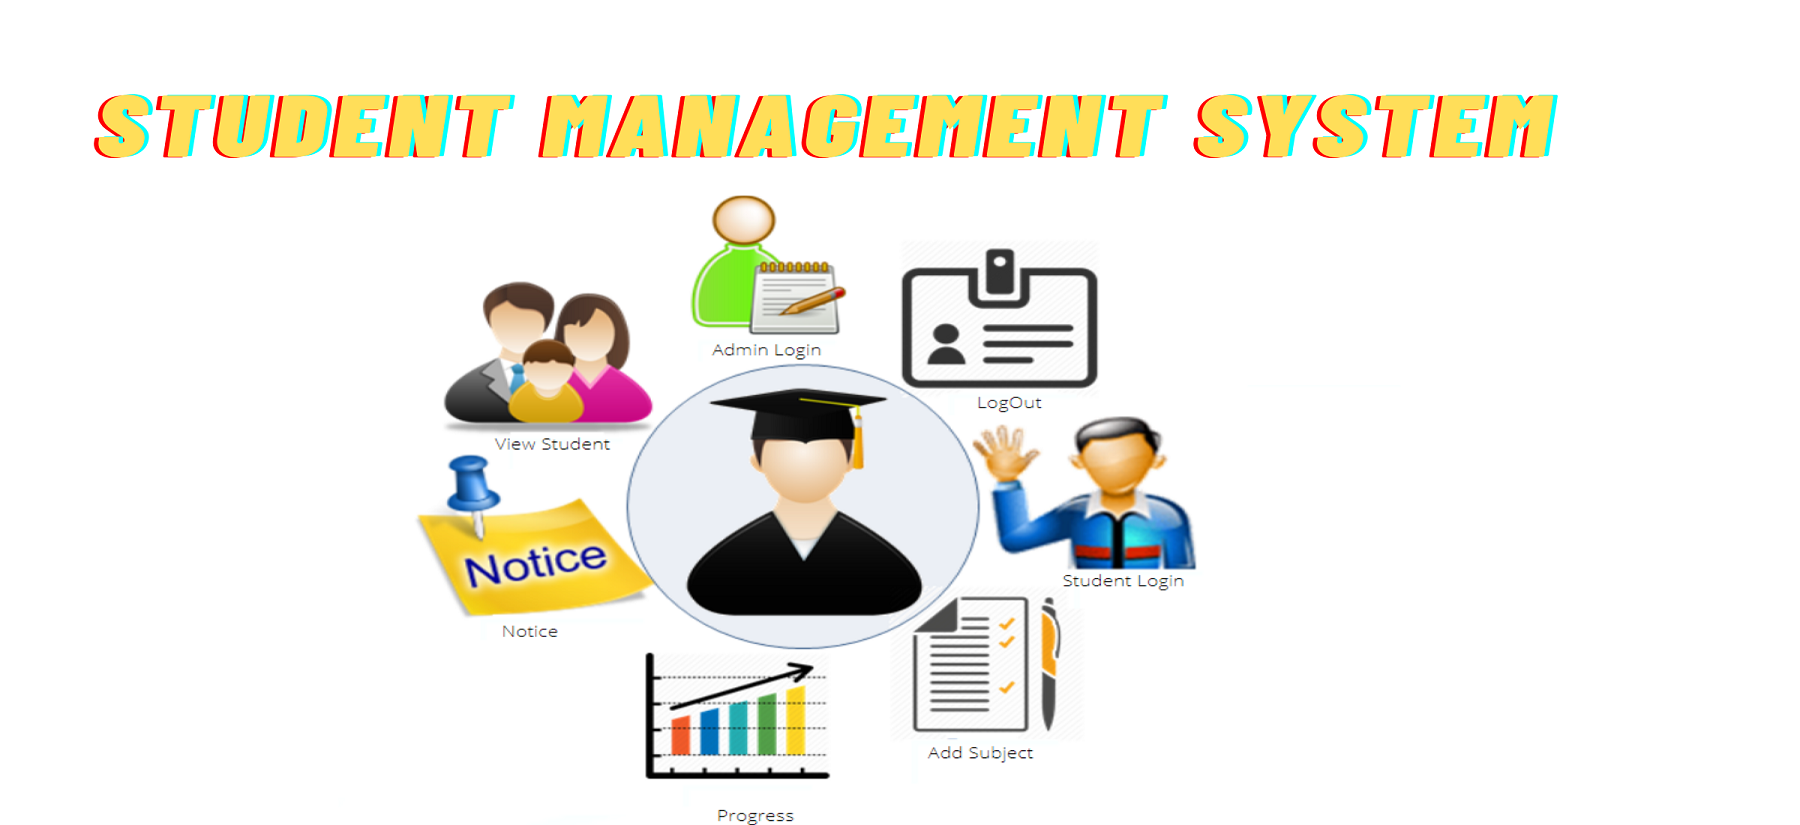 STUDENT MANAGEMENT SYSTEM
Admin Login
LogOut
View Student
Student Login
Notice
Notice
Add Subject
Progress